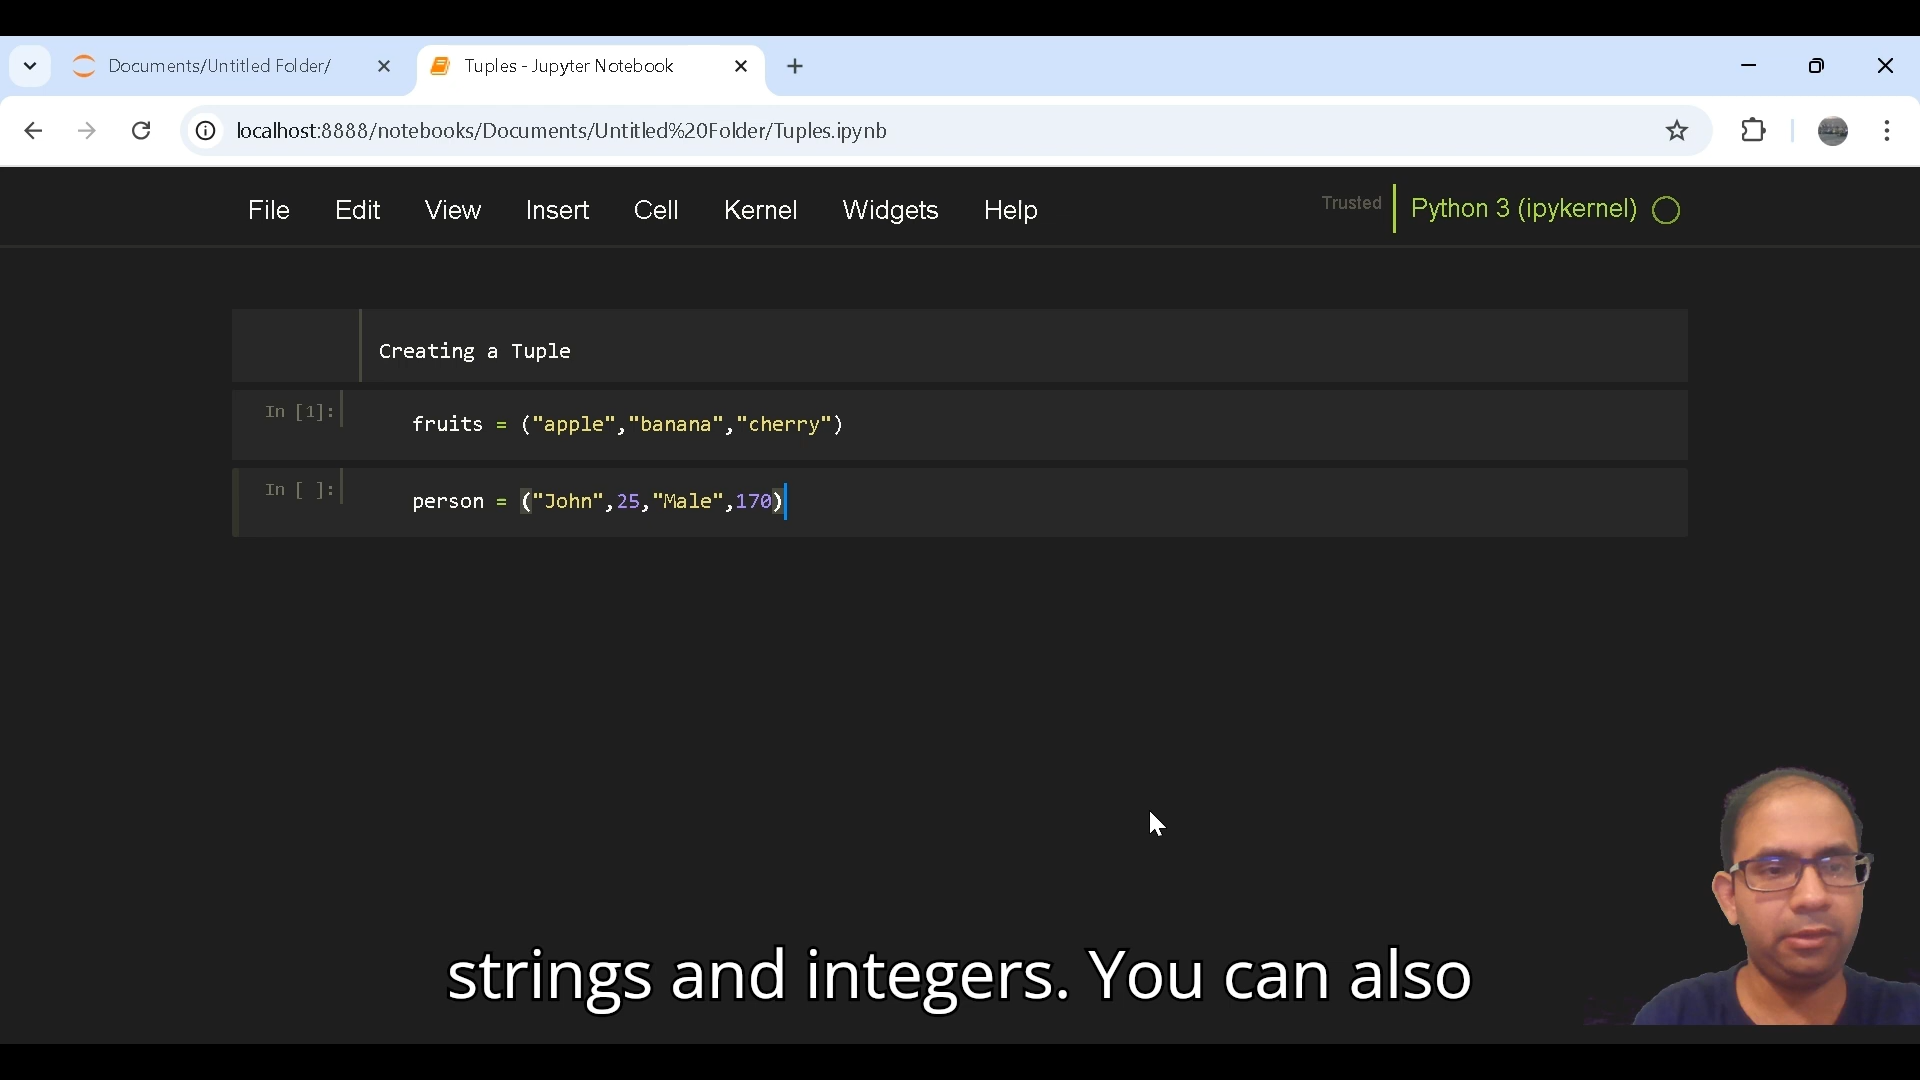 Documents/Untitled Folder/
Tuples - Jupyter Notebook
localhost:8888/notebooks/Documents/Untitled%20Folder/Tuples.ipynb
File Edit View Insert Cell Kernel Widgets Help Trusted Python 3 (ipykernel)
Creating a Tuple
In [1]: fruits = ("apple","banana","cherry")
In [ ]: person = ("John",25,"Male",170)
strings and integers. You can also